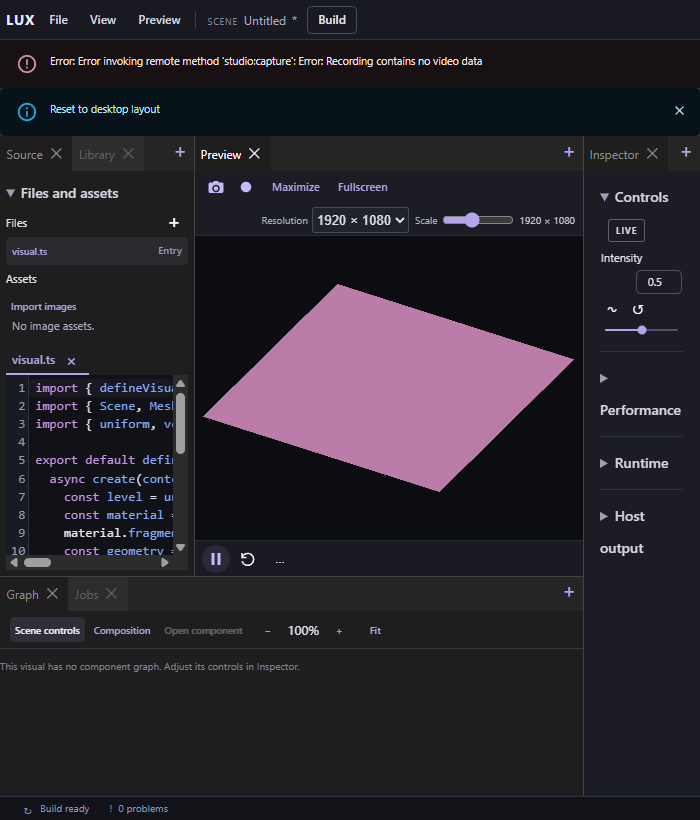 LUX File View Preview SCENE Untitled * Build
Error: Error invoking remote method 'studio:capture': Error: Recording contains no video data
Reset to desktop layout
Source Library + Preview + Inspector +
Files and assets
Files +
visual.ts Entry
Assets
Import images
No image assets.
visual.ts ×
1 import { defineVisua
2 import { Scene, Mesh
3 import { uniform, ve
4
5 export default defin
6 async create(conte
7 const level = un
8 const material =
9 material.fragmen
10 const geometry =
Maximize Fullscreen
Resolution 1920 × 1080 Scale 1920 × 1080
...
Controls
LIVE
Intensity
0.5
Performance
Runtime
Host
output
Graph Jobs +
Scene controls Composition Open component − 100% + Fit
This visual has no component graph. Adjust its controls in Inspector.
Build ready ! 0 problems